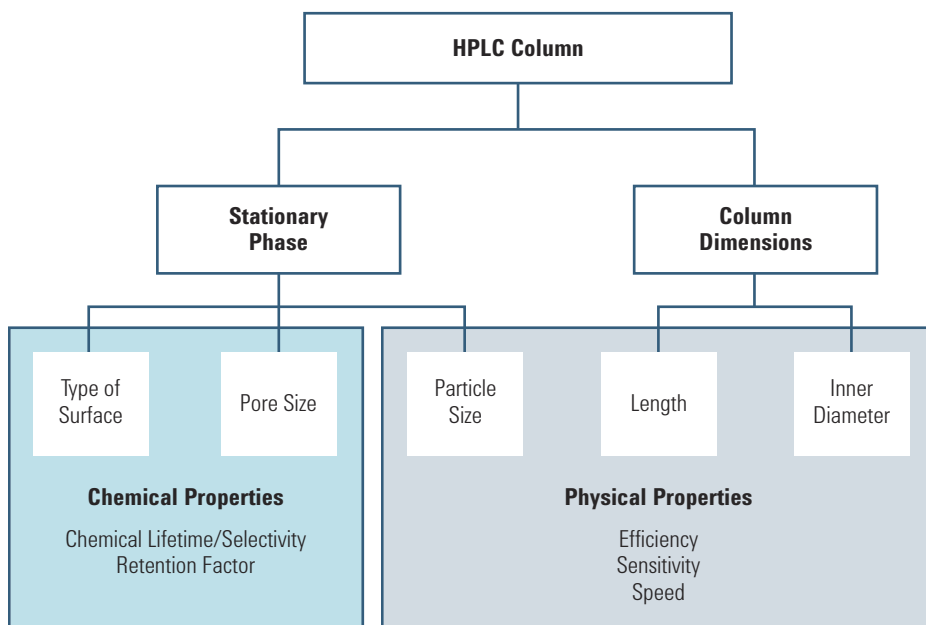 HPLC Column
Stationary
Phase
Column
Dimensions
Type of
Surface
Pore Size
Particle
Size
Length
Inner
Diameter
Chemical Properties
Chemical Lifetime/Selectivity
Retention Factor
Physical Properties
Efficiency
Sensitivity
Speed